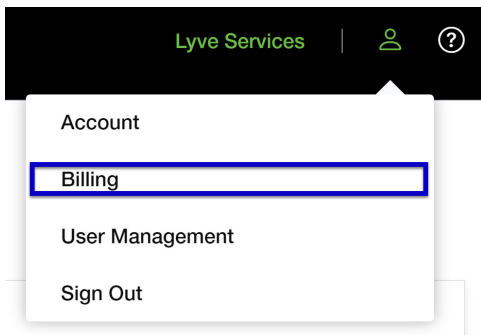 Lyve Services | ?
Account
Billing
User Management
Sign Out